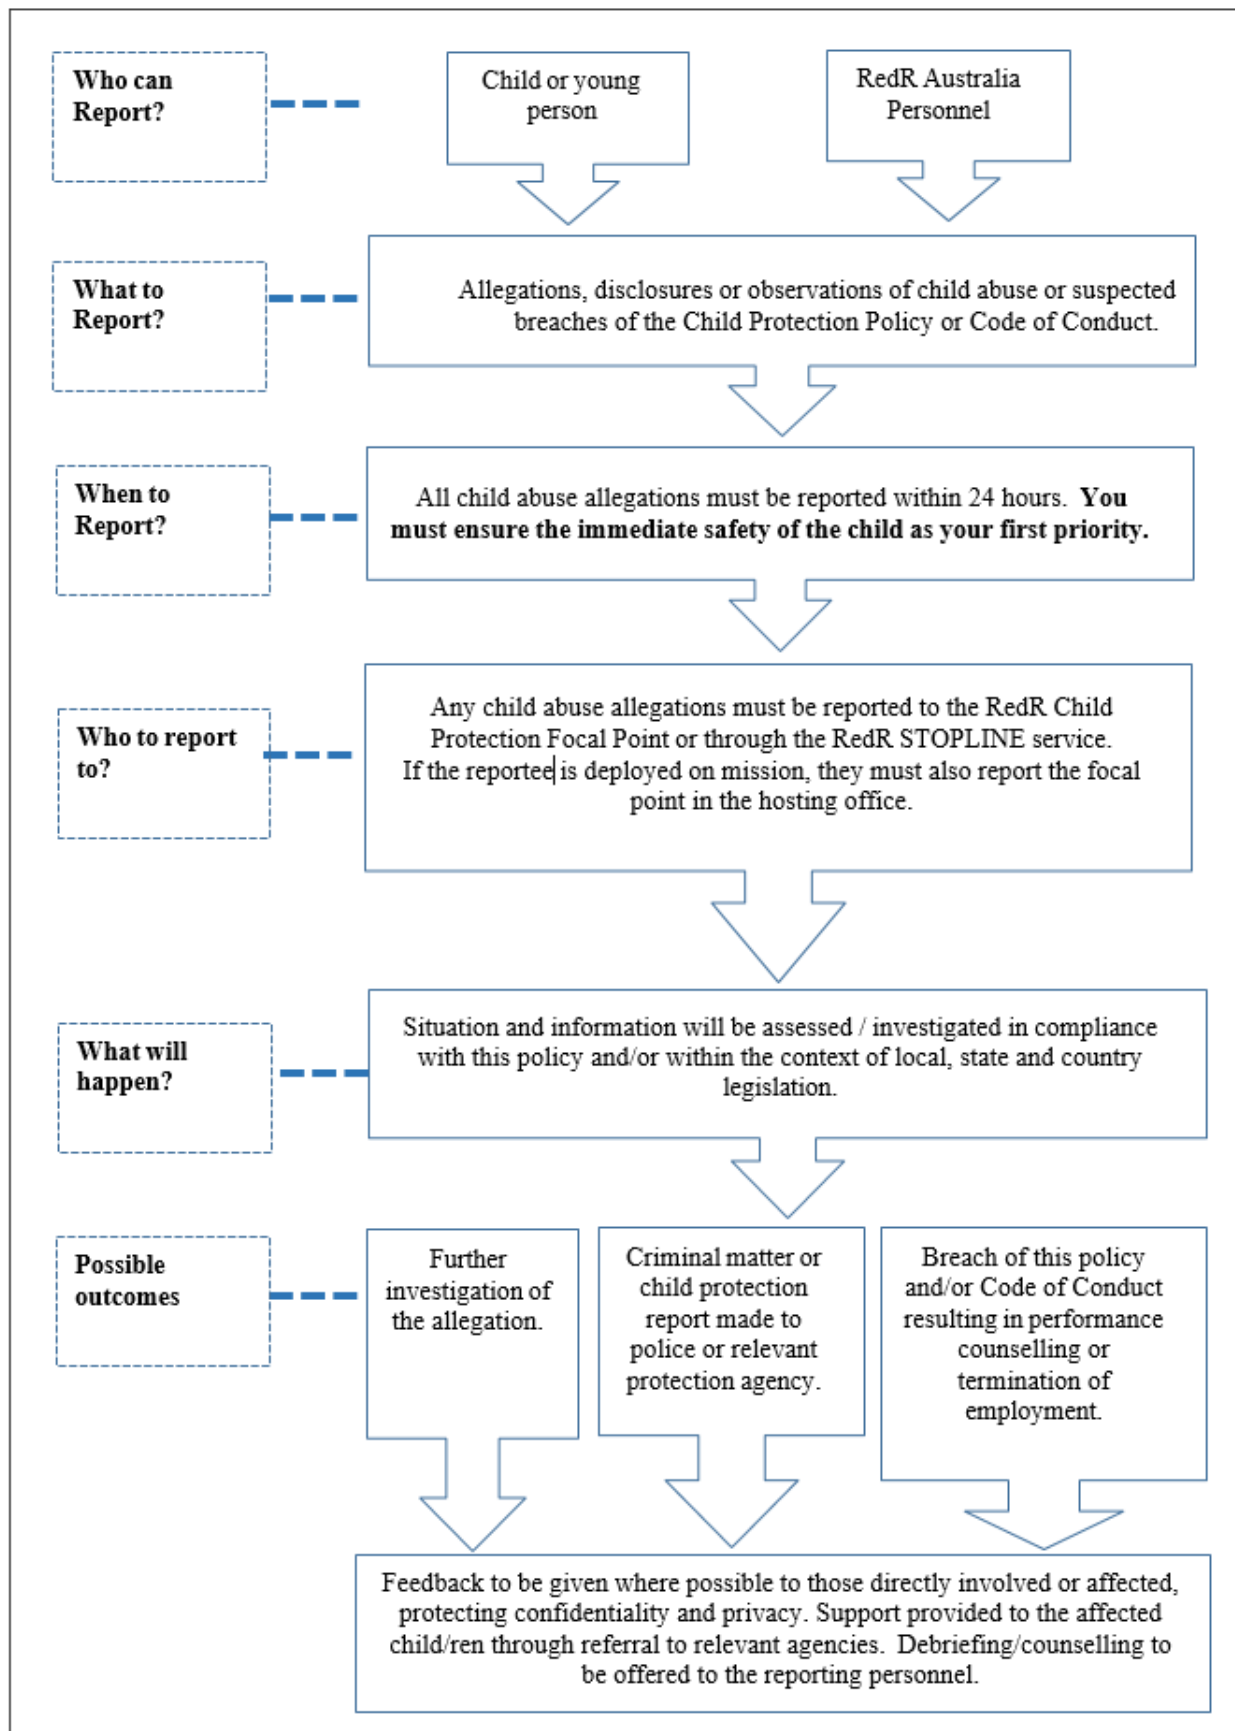 Who can
Report?
Child or young
person
RedR Australia
Personnel
What to
Report?
Allegations, disclosures or observations of child abuse or suspected
breaches of the Child Protection Policy or Code of Conduct.
When to
Report?
All child abuse allegations must be reported within 24 hours.  You
must ensure the immediate safety of the child as your first priority.
Who to report
to?
Any child abuse allegations must be reported to the RedR Child
Protection Focal Point or through the RedR STOPLINE service.
If the reportee is deployed on mission, they must also report the focal
point in the hosting office.
What will
happen?
Situation and information will be assessed / investigated in compliance
with this policy and/or within the context of local, state and country
legislation.
Possible
outcomes
Further
investigation of
the allegation.
Criminal matter or
child protection
report made to
police or relevant
protection agency.
Breach of this policy
and/or Code of Conduct
resulting in performance
counselling or
termination of
employment.
Feedback to be given where possible to those directly involved or affected,
protecting confidentiality and privacy. Support provided to the affected
child/ren through referral to relevant agencies.  Debriefing/counselling to
be offered to the reporting personnel.